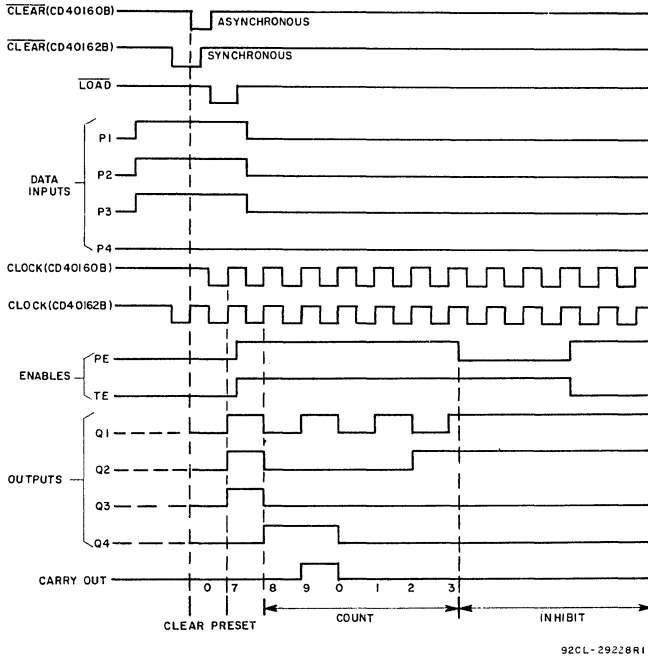 CLEAR(CD40160B)
ASYNCHRONOUS
CLEAR(CD40162B)
SYNCHRONOUS
LOAD
DATA
INPUTS
P1
P2
P3
P4
CLOCK(CD40160B)
CLOCK(CD40162B)
ENABLES
PE
TE
OUTPUTS
Q1
Q2
Q3
Q4
CARRY OUT
0 7 8 9 0 1 2 3
CLEAR PRESET
COUNT
INHIBIT
92CL-29228R1